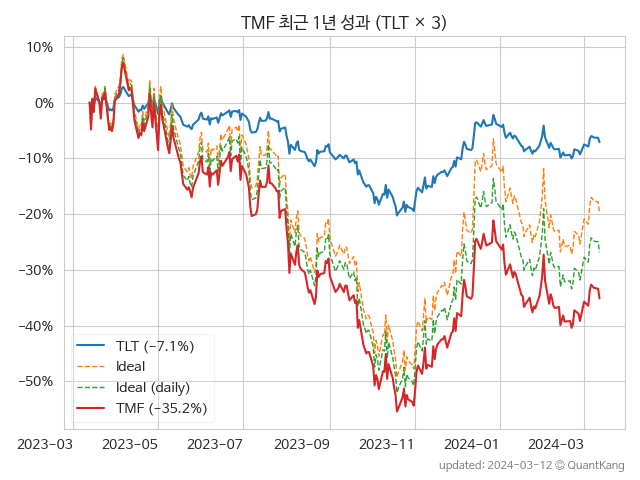 TMF 최근 1년 성과 (TLT × 3)
10%
0%
−10%
−20%
−30%
−40%
−50%
TLT (−7.1%)
Ideal
Ideal (daily)
TMF (−35.2%)
2023-03 2023-05 2023-07 2023-09 2023-11 2024-01 2024-03
updated: 2024-03-12 © QuantKang